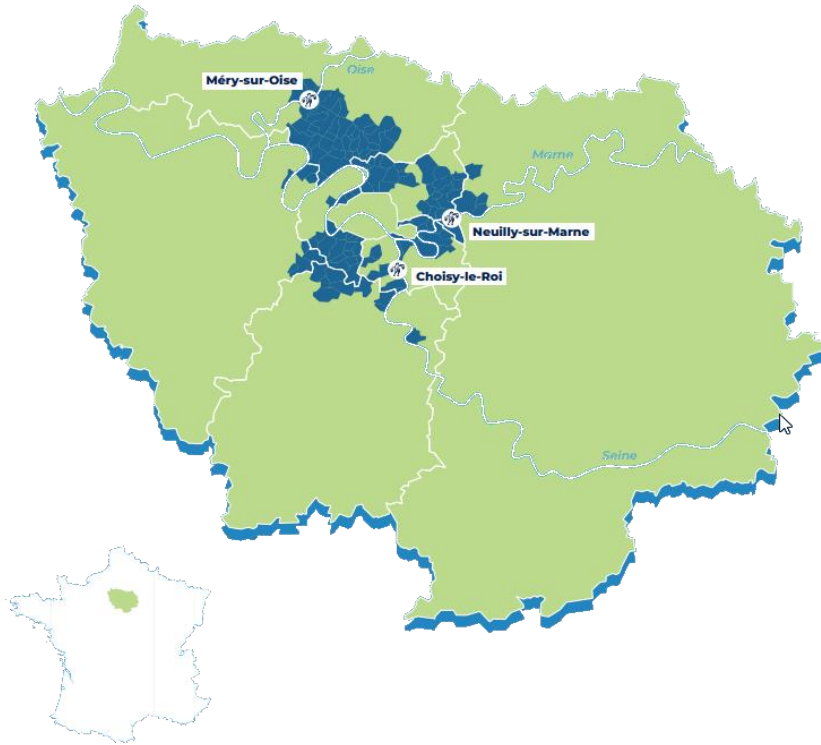 Oise
Méry-sur-Oise
Marne
Neuilly-sur-Marne
Choisy-le-Roi
Seine